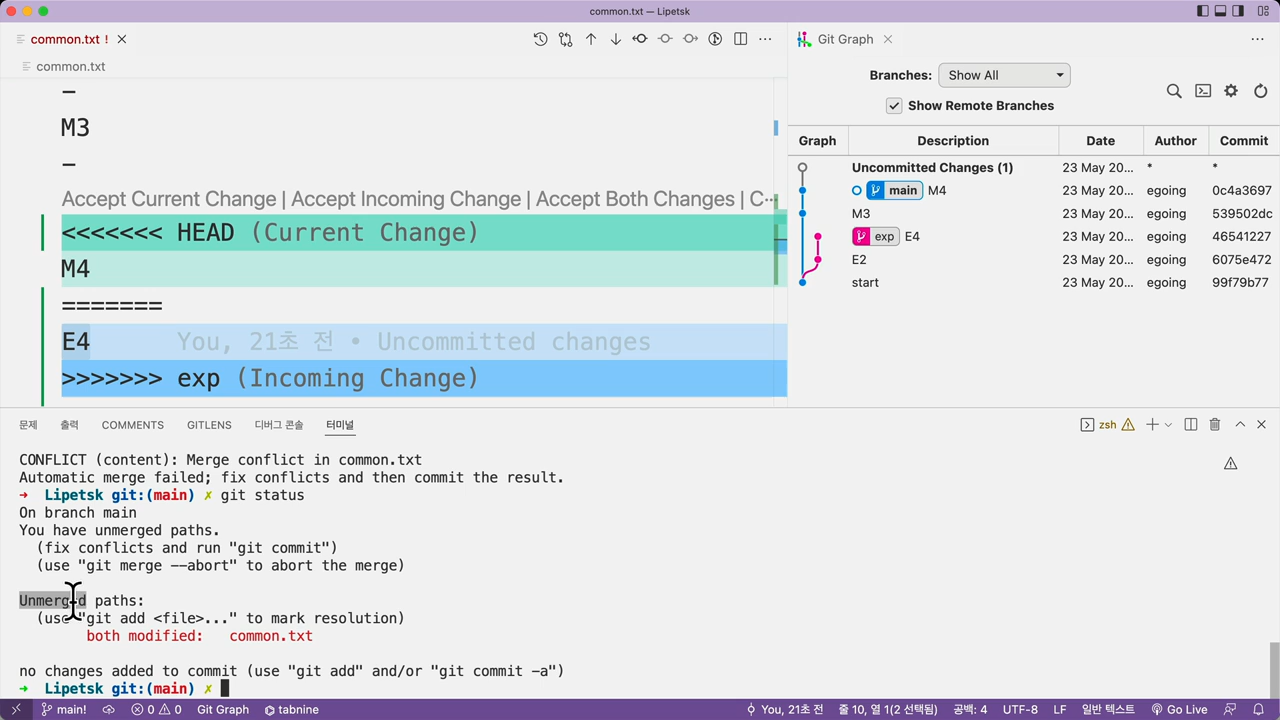 common.txt — Lipetsk
common.txt !
common.txt
–
M3
–
Accept Current Change | Accept Incoming Change | Accept Both Changes | C…
<<<<<<< HEAD (Current Change)
M4
=======
E4 You, 21초 전 • Uncommitted changes
>>>>>>> exp (Incoming Change)
Git Graph
Branches: Show All
Show Remote Branches
Graph Description Date Author Commit
Uncommitted Changes (1) 23 May 20... * *
main M4 23 May 20... egoing 0c4a3697
M3 23 May 20... egoing 539502dc
exp E4 23 May 20... egoing 46541227
E2 23 May 20... egoing 6075e472
start 23 May 20... egoing 99f79b77
문제 출력 COMMENTS GITLENS 디버그 콘솔 터미널
zsh
CONFLICT (content): Merge conflict in common.txt
Automatic merge failed; fix conflicts and then commit the result.
➜ Lipetsk git:(main) ✗ git status
On branch main
You have unmerged paths.
(fix conflicts and run "git commit")
(use "git merge --abort" to abort the merge)
Unmerged paths:
(use "git add <file>..." to mark resolution)
both modified: common.txt
no changes added to commit (use "git add" and/or "git commit -a")
➜ Lipetsk git:(main) ✗
main! 0 0 Git Graph tabnine You, 21초 전 줄 10, 열 1(2 선택됨) 공백: 4 UTF-8 LF 일반 텍스트 Go Live